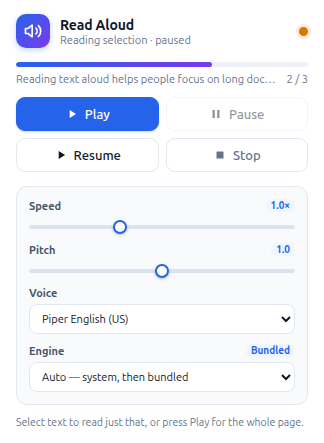 Read Aloud
Reading selection · paused
Reading text aloud helps people focus on long doc… 2 / 3
Play
Pause
Resume
Stop
Speed 1.0×
Pitch 1.0
Voice
Piper English (US)
Engine Bundled
Auto — system, then bundled
Select text to read just that, or press Play for the whole page.